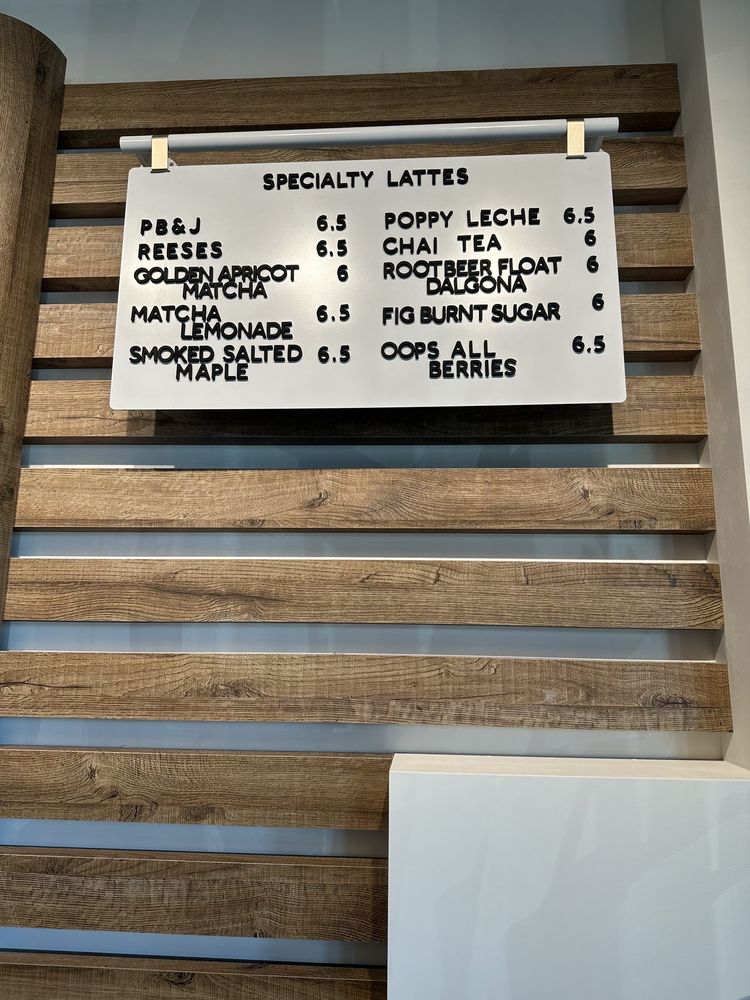 SPECIALTY LATTES
PB&J 6.5
REESES 6.5
GOLDEN APRICOT 6
MATCHA
MATCHA 6.5
LEMONADE
SMOKED SALTED 6.5
MAPLE
POPPY LECHE 6.5
CHAI TEA 6
ROOTBEER FLOAT 6
DALGONA
FIG BURNT SUGAR 6
OOPS ALL 6.5
BERRIES